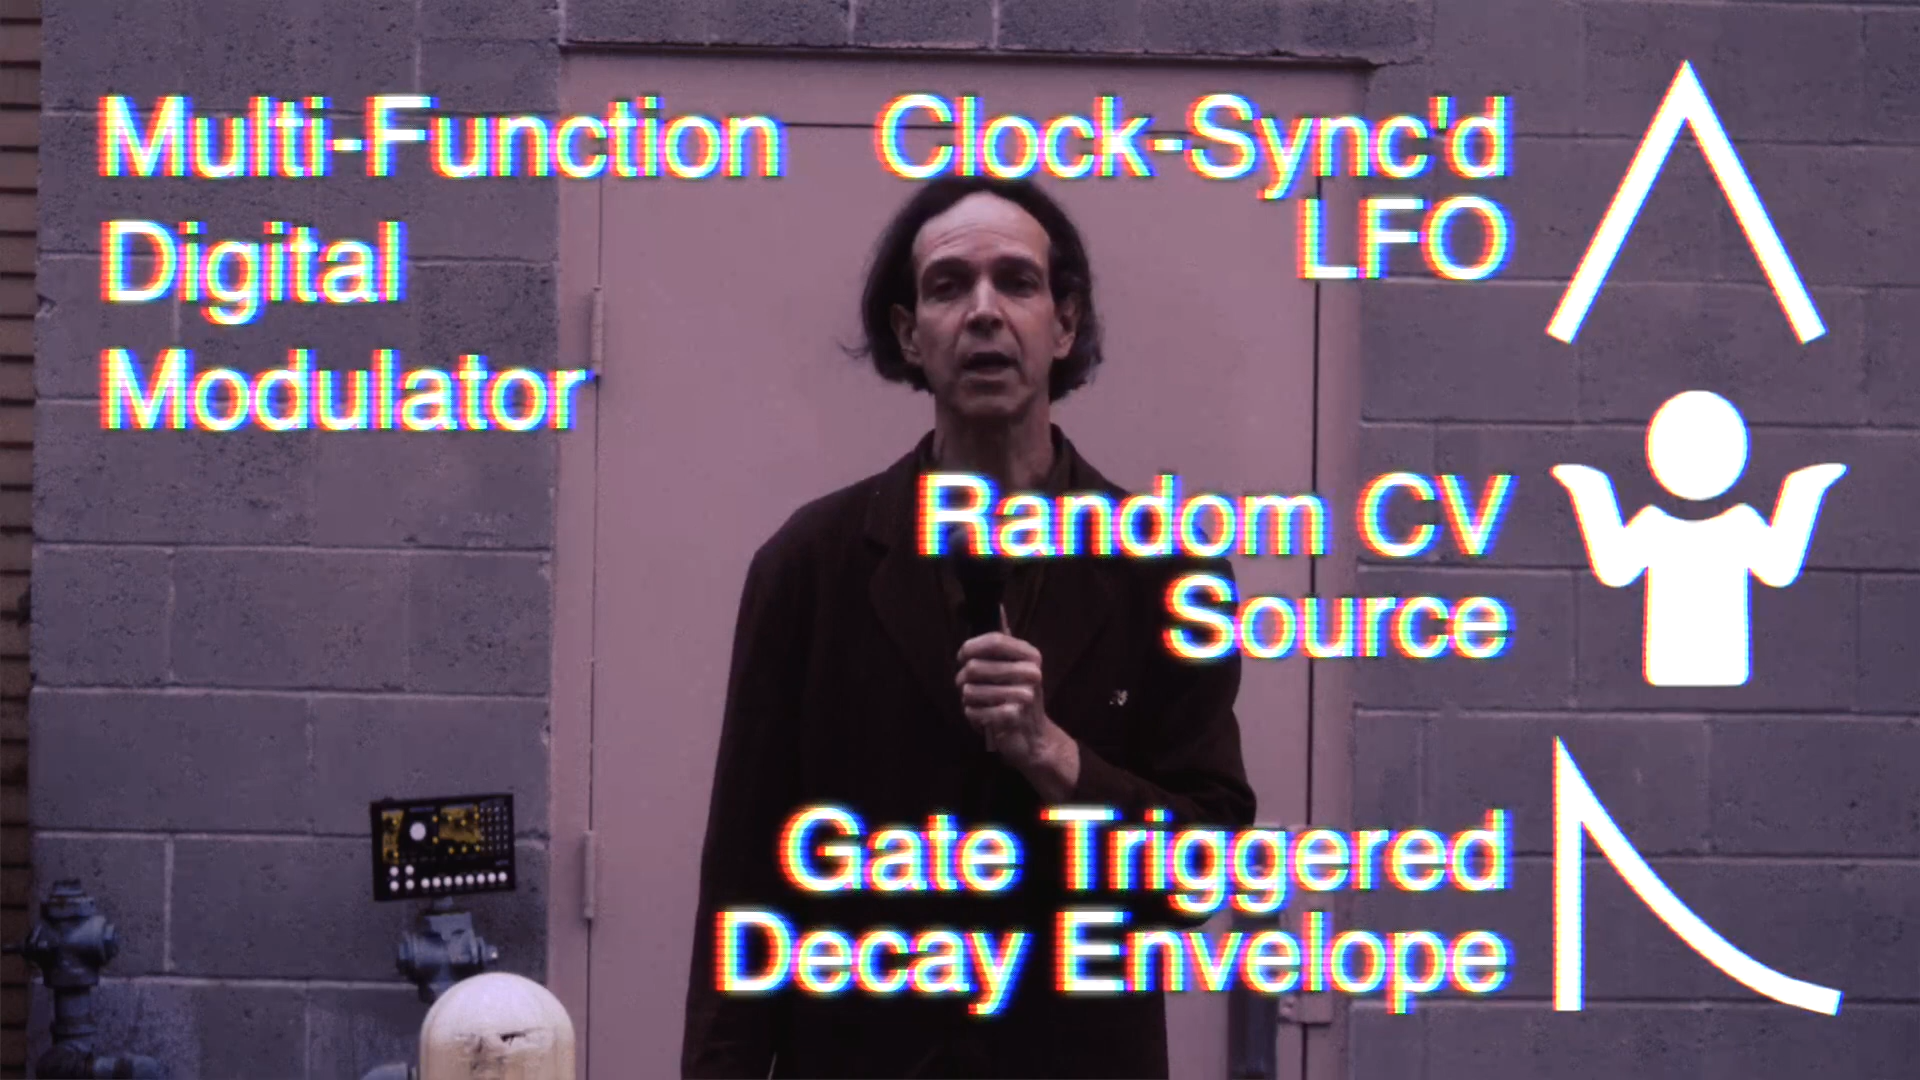 Multi-Function
Digital
Modulator
Clock-Sync'd
LFO
Random CV
Source
Gate Triggered
Decay Envelope